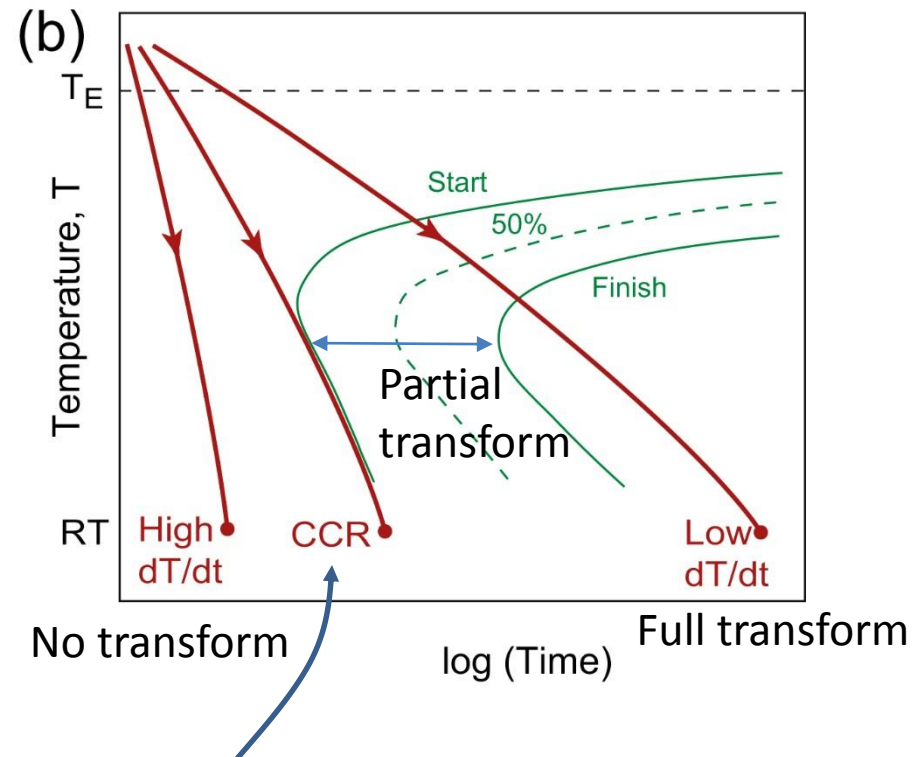 (b)
T_E
Temperature, T
Start
50%
Finish
Partial
transform
RT
High
dT/dt
CCR
Low
dT/dt
No transform
Full transform
log (Time)